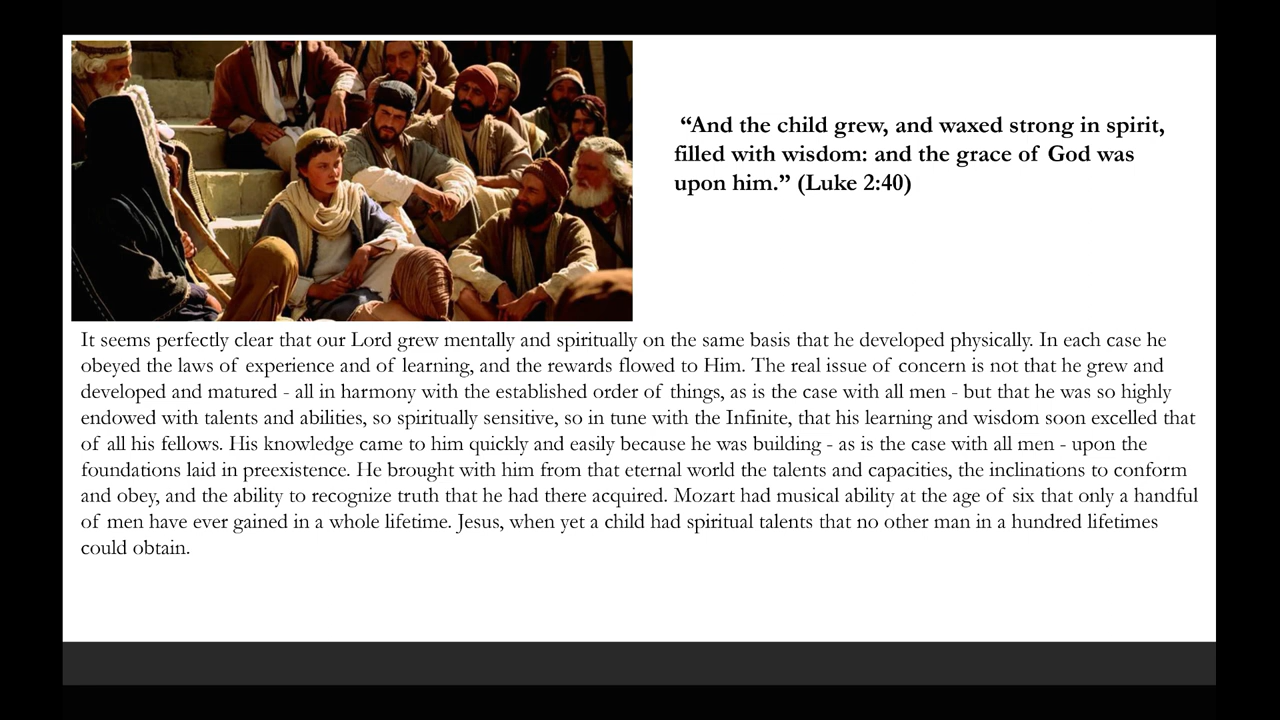 “And the child grew, and waxed strong in spirit,
filled with wisdom: and the grace of God was
upon him.” (Luke 2:40)
It seems perfectly clear that our Lord grew mentally and spiritually on the same basis that he developed physically. In each case he
obeyed the laws of experience and of learning, and the rewards flowed to Him. The real issue of concern is not that he grew and
developed and matured - all in harmony with the established order of things, as is the case with all men - but that he was so highly
endowed with talents and abilities, so spiritually sensitive, so in tune with the Infinite, that his learning and wisdom soon excelled that
of all his fellows. His knowledge came to him quickly and easily because he was building - as is the case with all men - upon the
foundations laid in preexistence. He brought with him from that eternal world the talents and capacities, the inclinations to conform
and obey, and the ability to recognize truth that he had there acquired. Mozart had musical ability at the age of six that only a handful
of men have ever gained in a whole lifetime. Jesus, when yet a child had spiritual talents that no other man in a hundred lifetimes
could obtain.